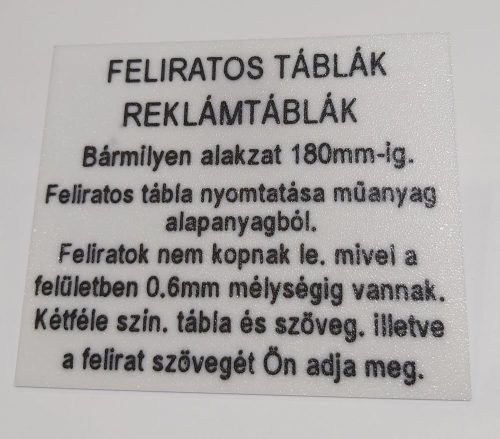 FELIRATOS TÁBLÁK
REKLÁMTÁBLÁK
Bármilyen alakzat 180mm-ig.
Feliratos tábla nyomtatása műanyag
alapanyagból.
Feliratok nem kopnak le. mivel a
felületben 0.6mm mélységig vannak.
Kétféle szín. tábla és szöveg. illetve
a felirat szövegét Ön adja meg.